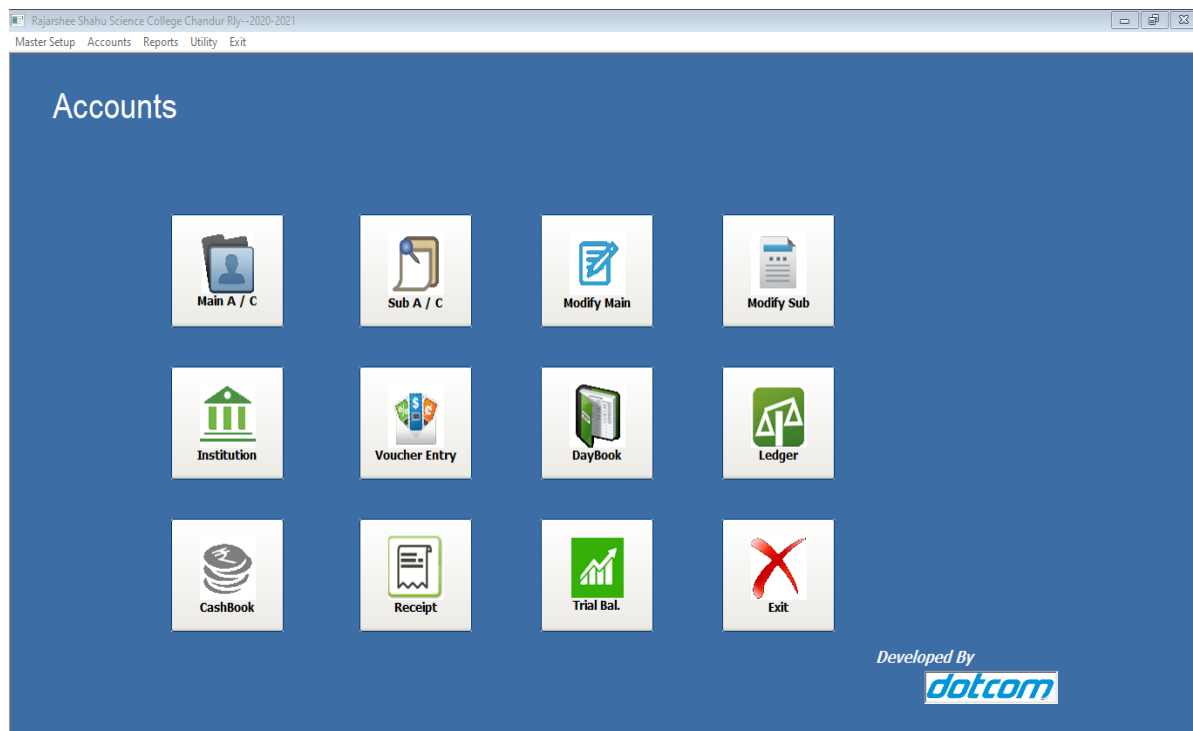 Rajarshee Shahu Science College Chandur Rly--2020-2021
Master Setup Accounts Reports Utility Exit
Accounts
Main A / C Sub A / C Modify Main Modify Sub
Institution Voucher Entry DayBook Ledger
CashBook Receipt Trial Bal. Exit
Developed By
dotcom